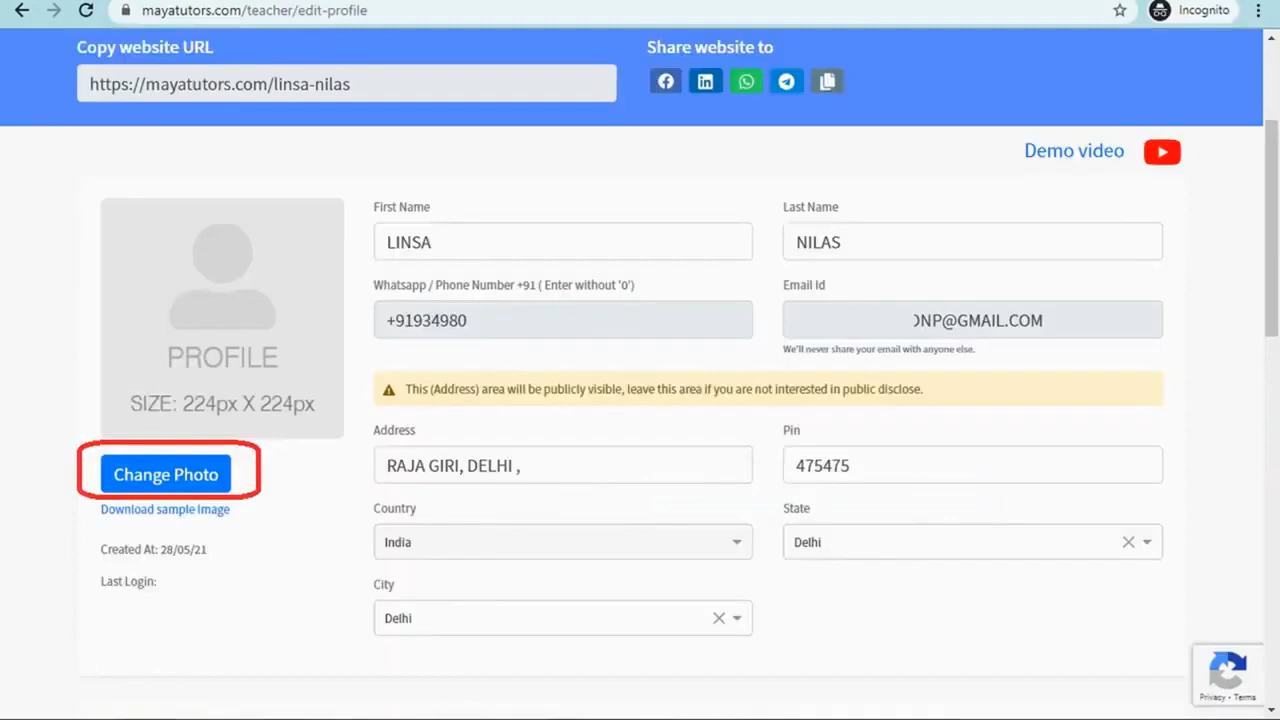 mayatutors.com/teacher/edit-profile
Incognito
Copy website URL
Share website to
https://mayatutors.com/linsa-nilas
Demo video
First Name
Last Name
LINSA
NILAS
Whatsapp / Phone Number +91 ( Enter without '0')
Email Id
+91934980
NP@GMAIL.COM
We'll never share your email with anyone else.
PROFILE
SIZE: 224px X 224px
This (Address) area will be publicly visible, leave this area if you are not interested in public disclose.
Address
Pin
RAJA GIRI, DELHI ,
475475
Change Photo
Download sample Image
Country
State
India
Delhi
Created At: 28/05/21
Last Login:
City
Delhi
Privacy - Terms